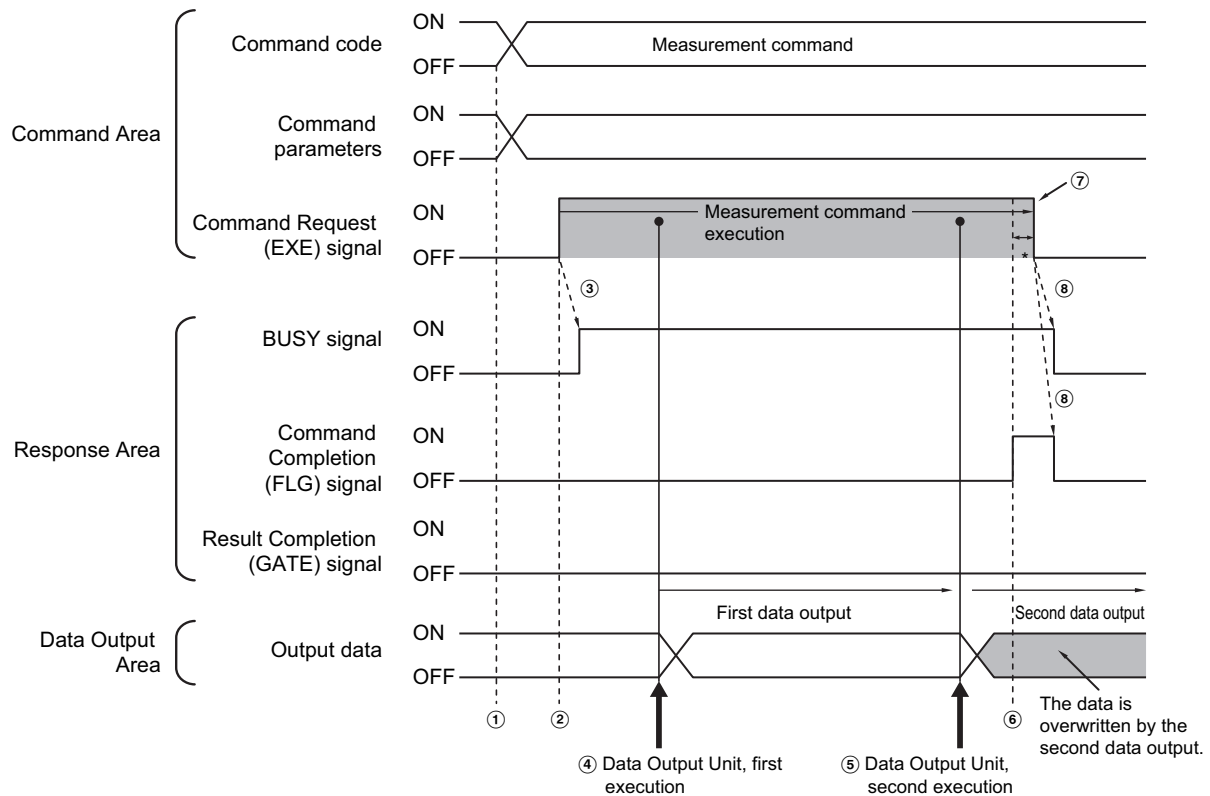 Command Area
Command code
ON
OFF
Measurement command
Command
parameters
ON
OFF
Command Request
(EXE) signal
ON
OFF
Measurement command
execution
*
⑦
③
⑧
Response Area
BUSY signal
ON
OFF
⑧
Command
Completion
(FLG) signal
ON
OFF
Result Completion
(GATE) signal
ON
OFF
First data output
Second data output
Data Output
Area
Output data
ON
OFF
①
②
⑥
The data is
overwritten by the
second data output.
④ Data Output Unit, first
execution
⑤ Data Output Unit,
second execution